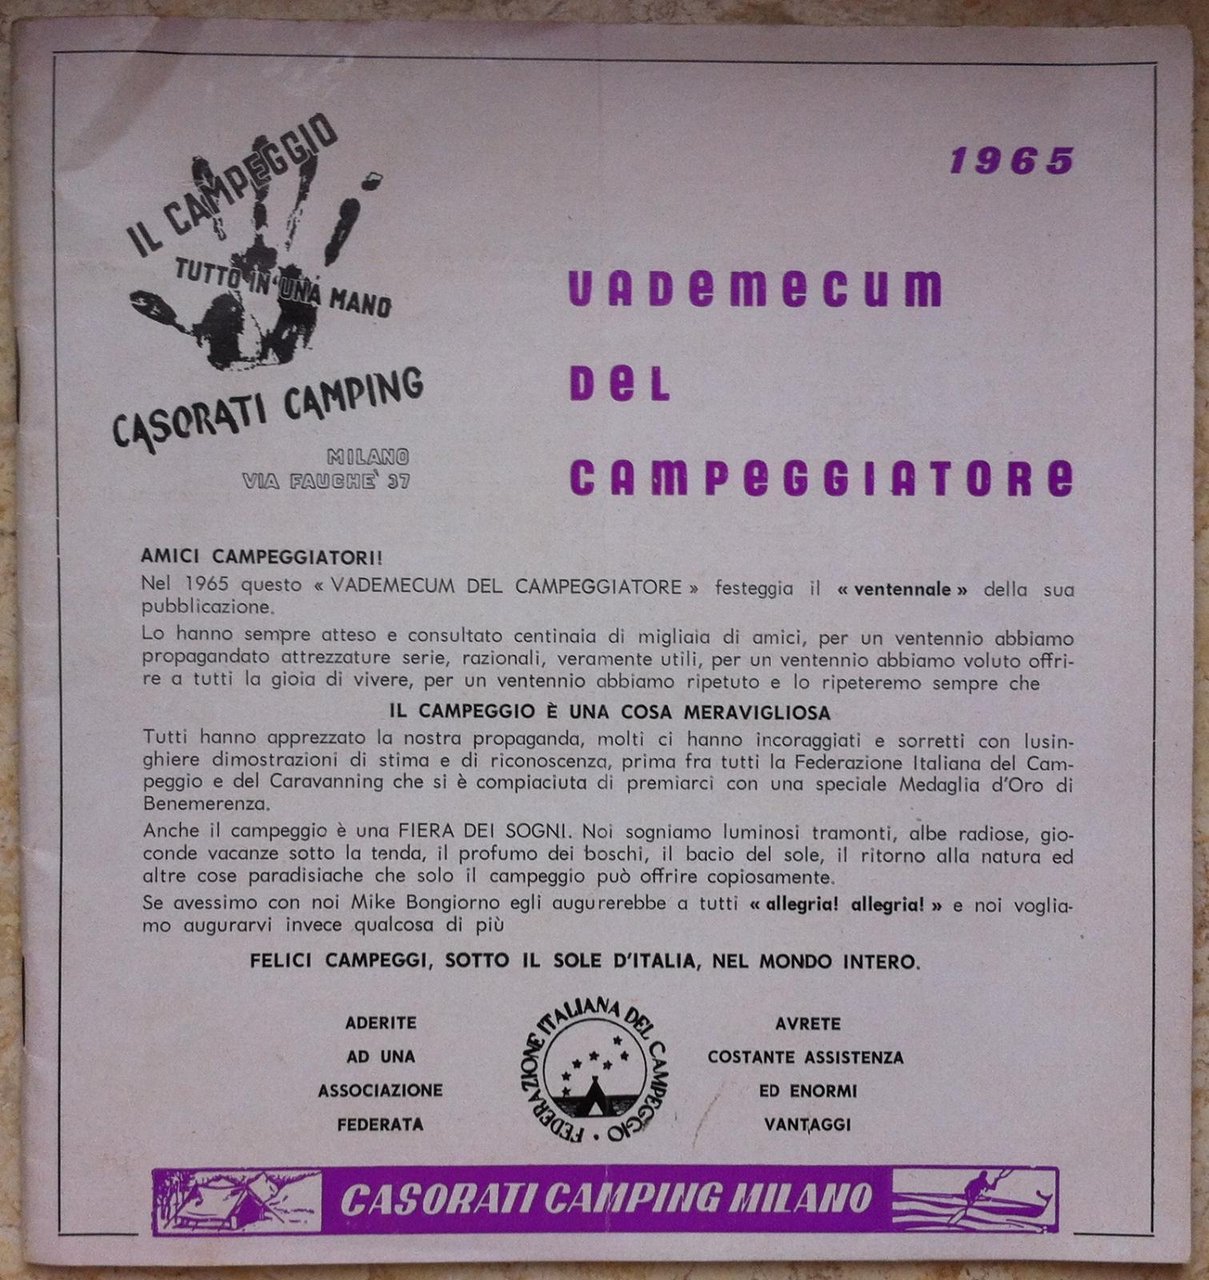 IL CAMPEGGIO
TUTTO IN UNA MANO
CASORATI CAMPING
MILANO
VIA FAUCHÈ 37
1965
VADEMECUM
DEL
CAMPEGGIATORE
AMICI CAMPEGGIATORI!
Nel 1965 questo « VADEMECUM DEL CAMPEGGIATORE » festeggia il « ventennale » della sua
pubblicazione.
Lo hanno sempre atteso e consultato centinaia di migliaia di amici, per un ventennio abbiamo
propagandato attrezzature serie, razionali, veramente utili, per un ventennio abbiamo voluto offri-
re a tutti la gioia di vivere, per un ventennio abbiamo ripetuto e lo ripeteremo sempre che
IL CAMPEGGIO È UNA COSA MERAVIGLIOSA
Tutti hanno apprezzato la nostra propaganda, molti ci hanno incoraggiati e sorretti con lusin-
ghiere dimostrazioni di stima e di riconoscenza, prima fra tutti la Federazione Italiana del Cam-
peggio e del Caravanning che si è compiaciuta di premiarci con una speciale Medaglia d'Oro di
Benemerenza.
Anche il campeggio è una FIERA DEI SOGNI. Noi sogniamo luminosi tramonti, albe radiose, gio-
conde vacanze sotto la tenda, il profumo dei boschi, il bacio del sole, il ritorno alla natura ed
altre cose paradisiache che solo il campeggio può offrire copiosamente.
Se avessimo con noi Mike Bongiorno egli augurerebbe a tutti « allegria! allegria! » e noi voglia-
mo augurarvi invece qualcosa di più
FELICI CAMPEGGI, SOTTO IL SOLE D'ITALIA, NEL MONDO INTERO.
ADERITE
AD UNA
ASSOCIAZIONE
FEDERATA
FEDERAZIONE ITALIANA DEL CAMPEGGIO
AVRETE
COSTANTE ASSISTENZA
ED ENORMI
VANTAGGI
CASORATI CAMPING MILANO